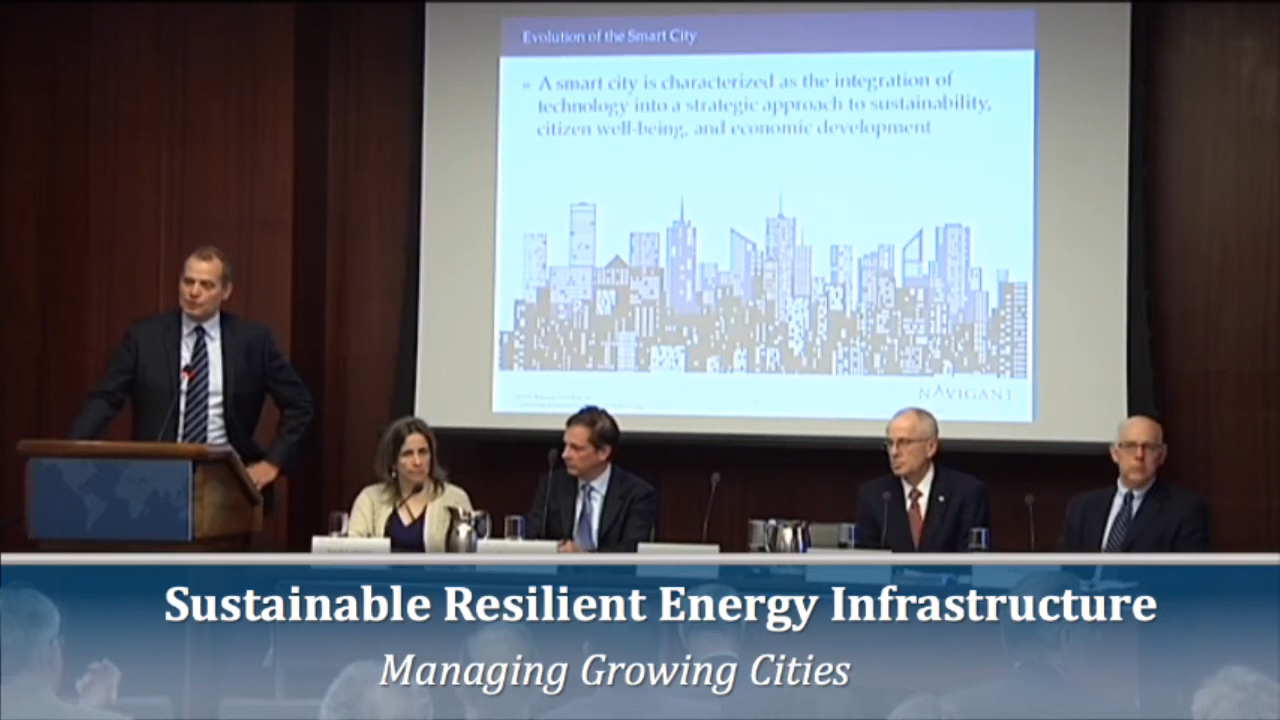 Evolution of the Smart City
» A smart city is characterized as the integration of
technology into a strategic approach to sustainability,
citizen well-being, and economic development
NAVIGANT
Sustainable Resilient Energy Infrastructure
Managing Growing Cities